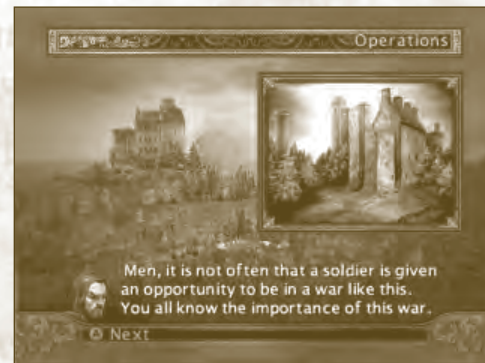 Operations
Men, it is not often that a soldier is given
an opportunity to be in a war like this.
You all know the importance of this war.
Next